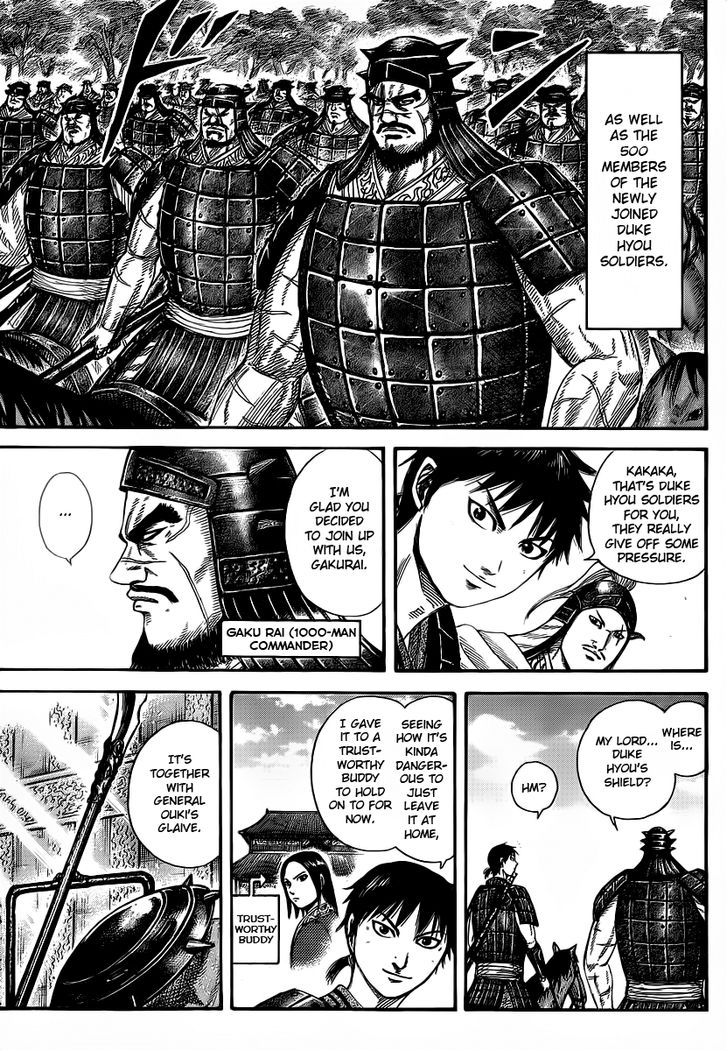 ド
ン
AS WELL
AS THE
500
MEMBERS
OF THE
NEWLY
JOINED
DUKE
HYOU
SOLDIERS.
KAKAKA,
THAT'S DUKE
HYOU SOLDIERS
FOR YOU,
THEY REALLY
GIVE OFF SOME
PRESSURE.
I'M
GLAD YOU
DECIDED
TO JOIN UP
WITH US,
GAKURAI.
GAKU RAI (1000-MAN
COMMANDER)
...
WHERE
IS...
MY LORD...
DUKE
HYOU'S
SHIELD?
HM?
SEEING
HOW IT'S
KINDA
DANGER-
OUS TO
JUST
LEAVE
IT AT
HOME,
I GAVE
IT TO A
TRUST-
WORTHY
BUDDY
TO HOLD
ON TO FOR
NOW.
TRUST-
WORTHY
BUDDY
IT'S
TOGETHER
WITH
GENERAL
OUKI'S
GLAIVE.